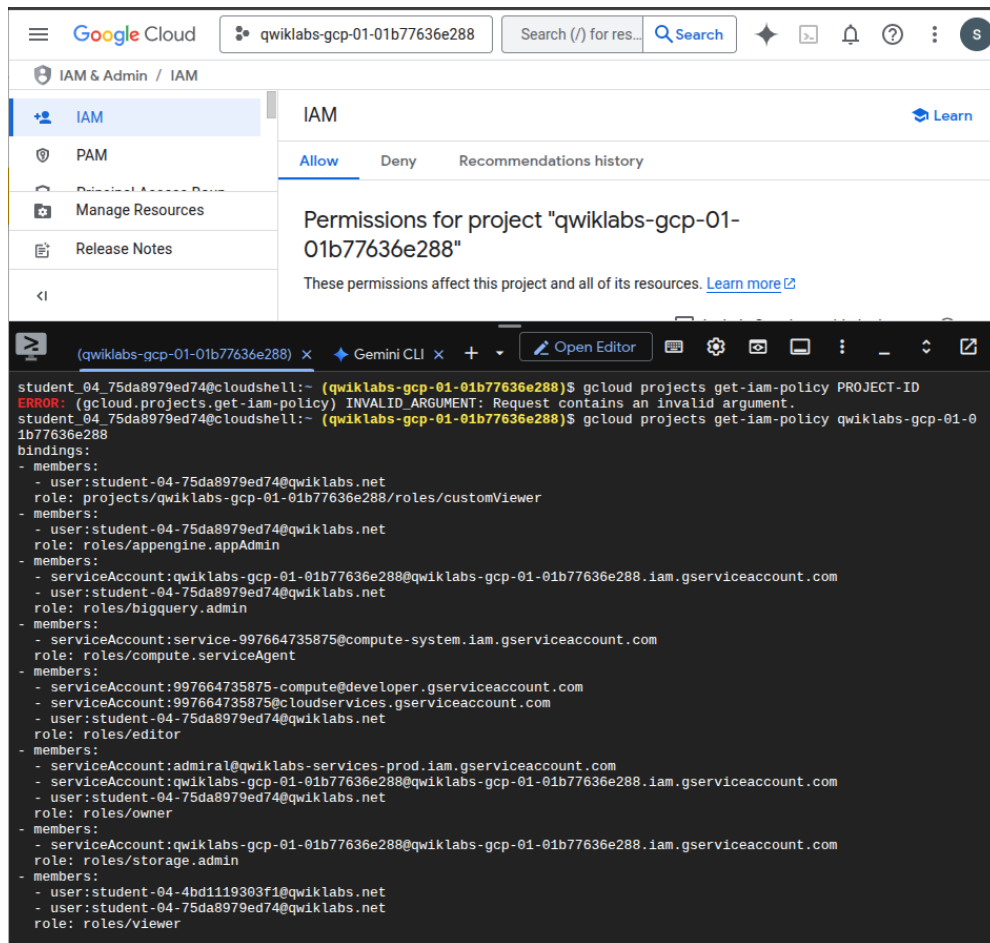 Google Cloud
qwiklabs-gcp-01-01b77636e288
Search (/) for res...
Search
S
IAM & Admin / IAM
IAM
PAM
Manage Resources
Release Notes
IAM
Learn
Allow
Deny
Recommendations history
Permissions for project "qwiklabs-gcp-01-
01b77636e288"
These permissions affect this project and all of its resources. Learn more
(qwiklabs-gcp-01-01b77636e288)
Gemini CLI
Open Editor
student_04_75da8979ed74@cloudshell:~ (qwiklabs-gcp-01-01b77636e288)$ gcloud projects get-iam-policy PROJECT-ID
ERROR: (gcloud.projects.get-iam-policy) INVALID_ARGUMENT: Request contains an invalid argument.
student_04_75da8979ed74@cloudshell:~ (qwiklabs-gcp-01-01b77636e288)$ gcloud projects get-iam-policy qwiklabs-gcp-01-0
1b77636e288
bindings:
- members:
  - user:student-04-75da8979ed74@qwiklabs.net
  role: projects/qwiklabs-gcp-01-01b77636e288/roles/customViewer
- members:
  - user:student-04-75da8979ed74@qwiklabs.net
  role: roles/appengine.appAdmin
- members:
  - serviceAccount:qwiklabs-gcp-01-01b77636e288@qwiklabs-gcp-01-01b77636e288.iam.gserviceaccount.com
  - user:student-04-75da8979ed74@qwiklabs.net
  role: roles/bigquery.admin
- members:
  - serviceAccount:service-997664735875@compute-system.iam.gserviceaccount.com
  role: roles/compute.serviceAgent
- members:
  - serviceAccount:997664735875-compute@developer.gserviceaccount.com
  - serviceAccount:997664735875@cloudservices.gserviceaccount.com
  - user:student-04-75da8979ed74@qwiklabs.net
  role: roles/editor
- members:
  - serviceAccount:admiral@qwiklabs-services-prod.iam.gserviceaccount.com
  - serviceAccount:qwiklabs-gcp-01-01b77636e288@qwiklabs-gcp-01-01b77636e288.iam.gserviceaccount.com
  - user:student-04-75da8979ed74@qwiklabs.net
  role: roles/owner
- members:
  - serviceAccount:qwiklabs-gcp-01-01b77636e288@qwiklabs-gcp-01-01b77636e288.iam.gserviceaccount.com
  role: roles/storage.admin
- members:
  - user:student-04-4bd1119303f1@qwiklabs.net
  - user:student-04-75da8979ed74@qwiklabs.net
  role: roles/viewer